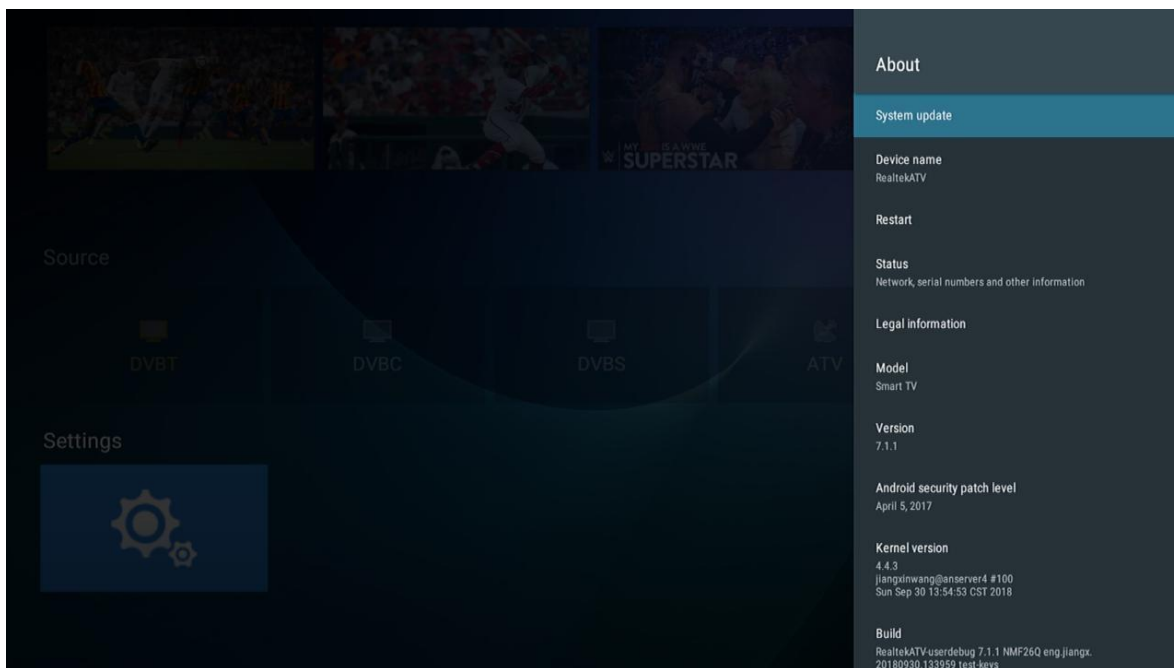 About
System update
Device name
RealtekATV
Restart
Status
Network, serial numbers and other information
Legal information
Model
Smart TV
Version
7.1.1
Android security patch level
April 5, 2017
Kernel version
4.4.3
jiangxinwang@anserver4 #100
Sun Sep 30 13:54:53 CST 2018
Build
RealtekATV-userdebug 7.1.1 NMF26Q eng.jiangx.
20180930.133959 test-keys
SUPERSTAR
Source
DVBT
DVBC
DVBS
ATV
Settings